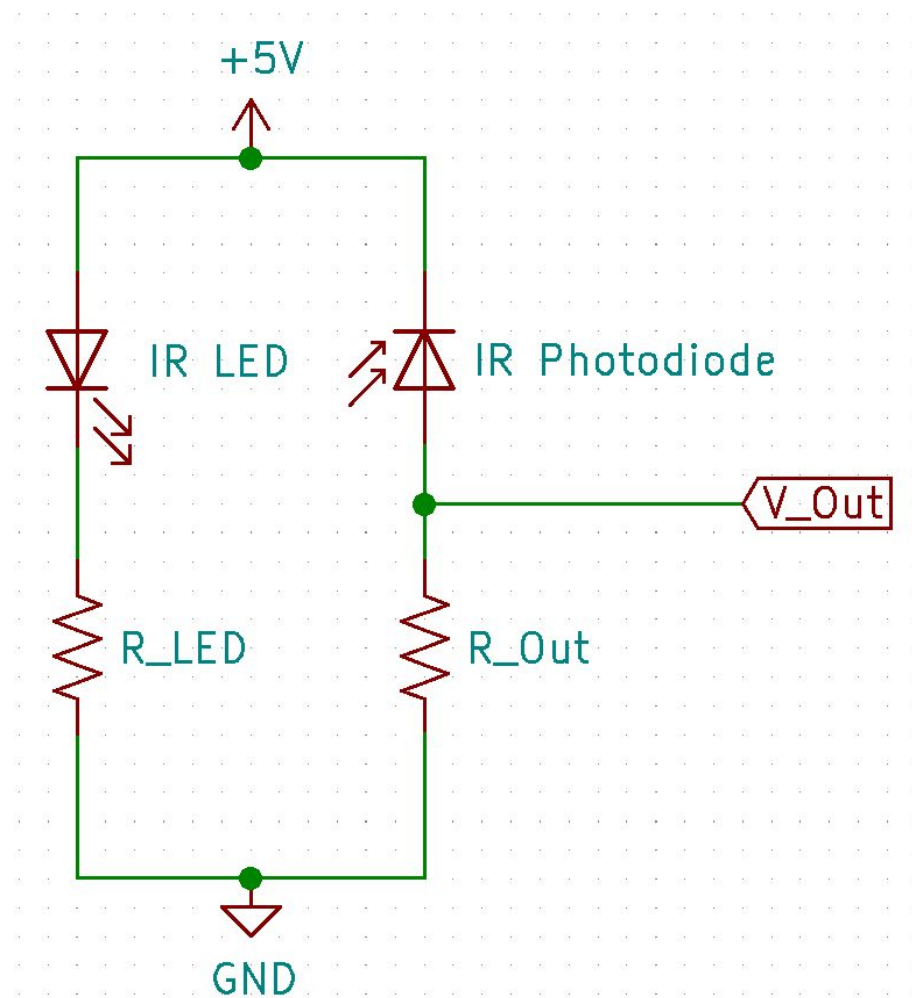 +5V
IR LED
IR Photodiode
V_Out
R_LED
R_Out
GND